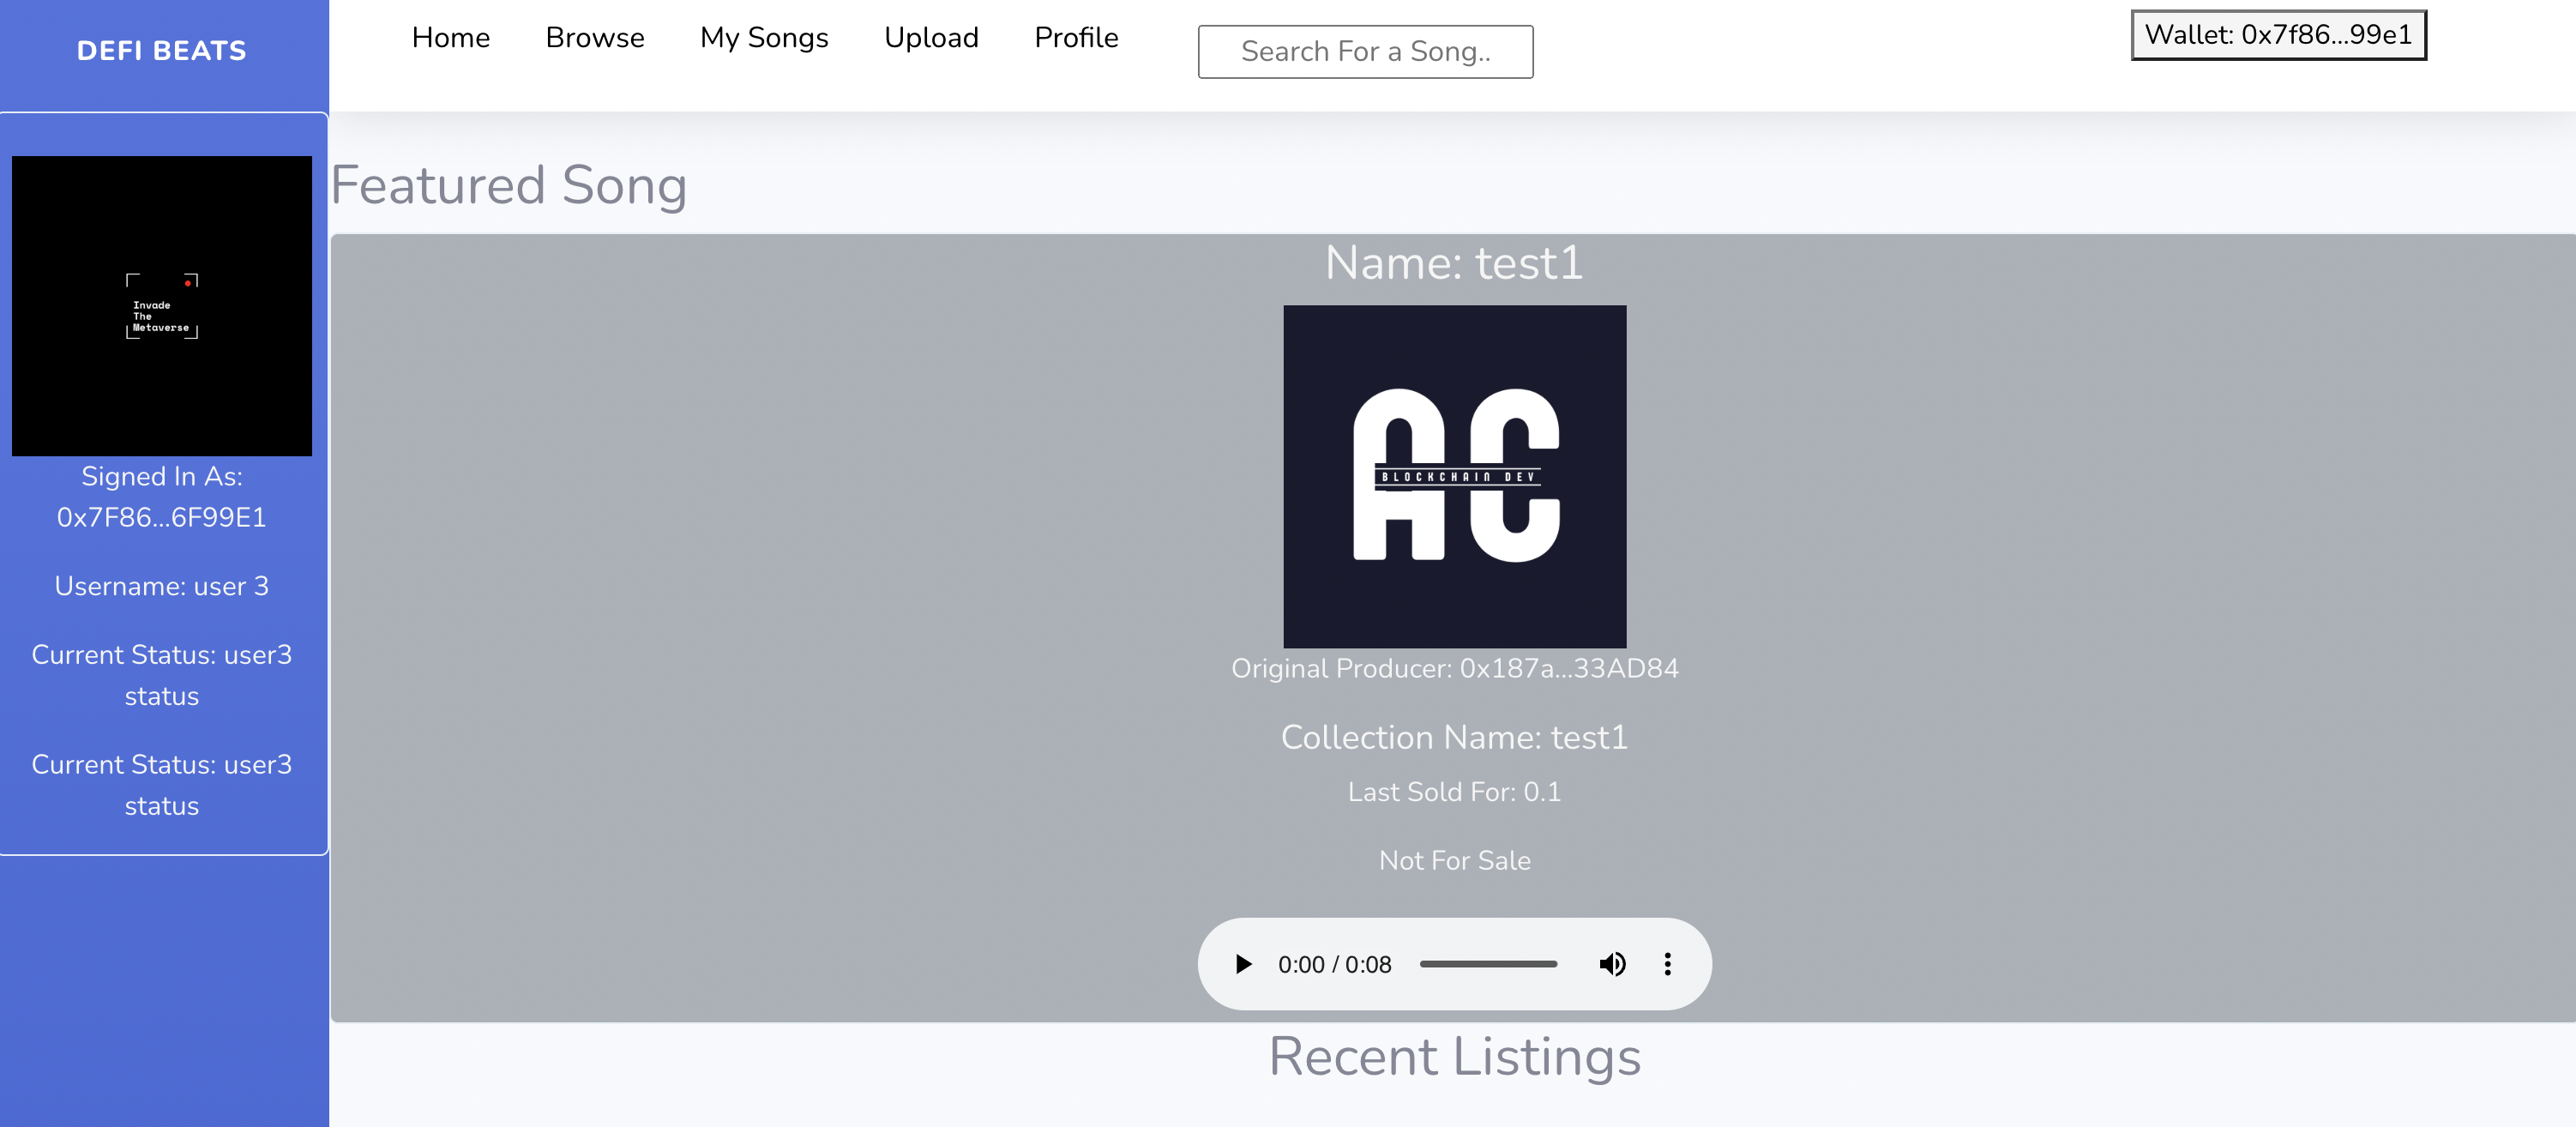 DEFI BEATS
Home
Browse
My Songs
Upload
Profile
Search For a Song..
Wallet: 0x7f86...99e1
Invade
The
Metaverse
Signed In As:
0x7F86...6F99E1
Username: user 3
Current Status: user3
status
Current Status: user3
status
Featured Song
Name: test1
AC
BLOCKCHAIN DEV
Original Producer: 0x187a...33AD84
Collection Name: test1
Last Sold For: 0.1
Not For Sale
0:00 / 0:08
Recent Listings